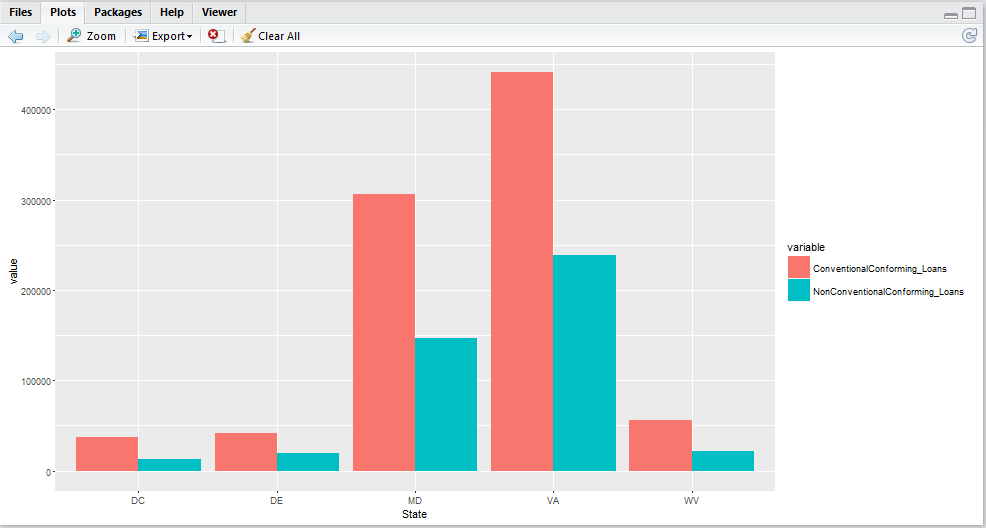 Files Plots Packages Help Viewer
Zoom Export Clear All
400000
300000
200000
100000
0
value
DC DE MD VA WV
State
variable
ConventionalConforming_Loans
NonConventionalConforming_Loans